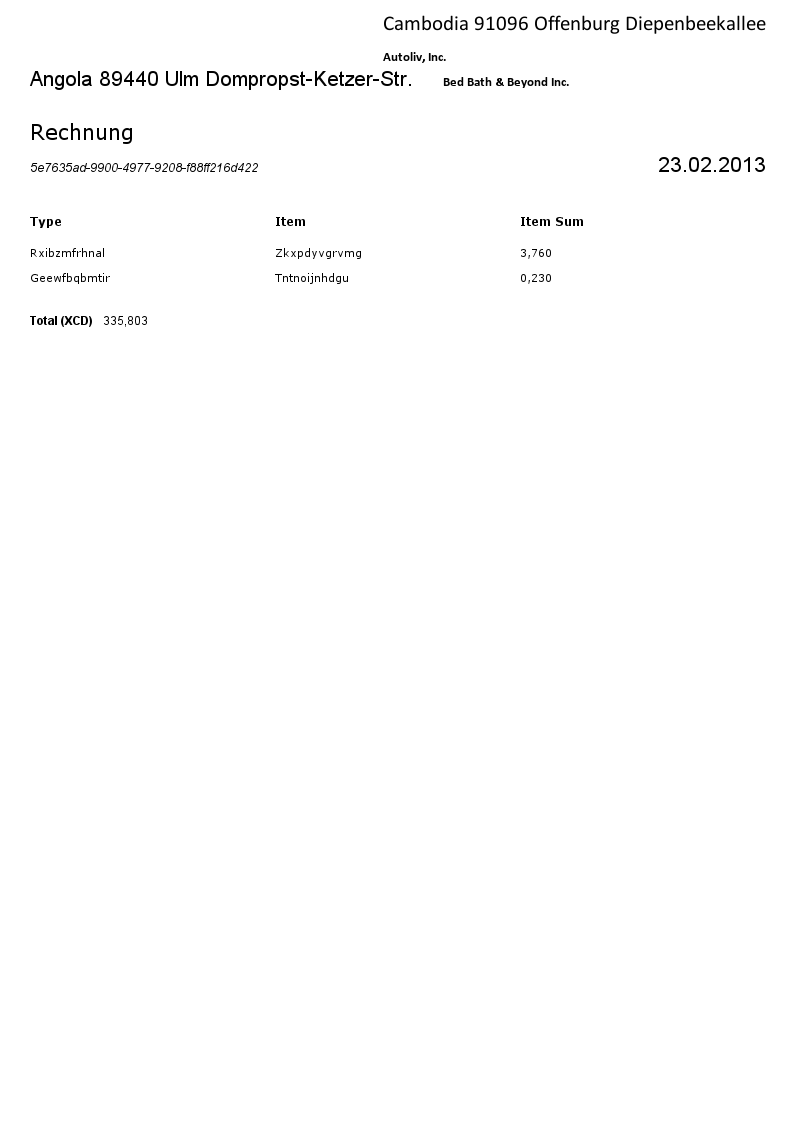 Cambodia 91096 Offenburg Diepenbeekallee
Autoliv, Inc.
Angola 89440 Ulm Dompropst-Ketzer-Str. Bed Bath & Beyond Inc.
Rechnung
5e7635ad-9900-4977-9208-f88ff216d422 23.02.2013
Type Item Item Sum
Rxibzmfrhnal Zkxpdyvgrvmg 3,760
Geewfbqbmtir Tntnoijnhdgu 0,230
Total (XCD) 335,803